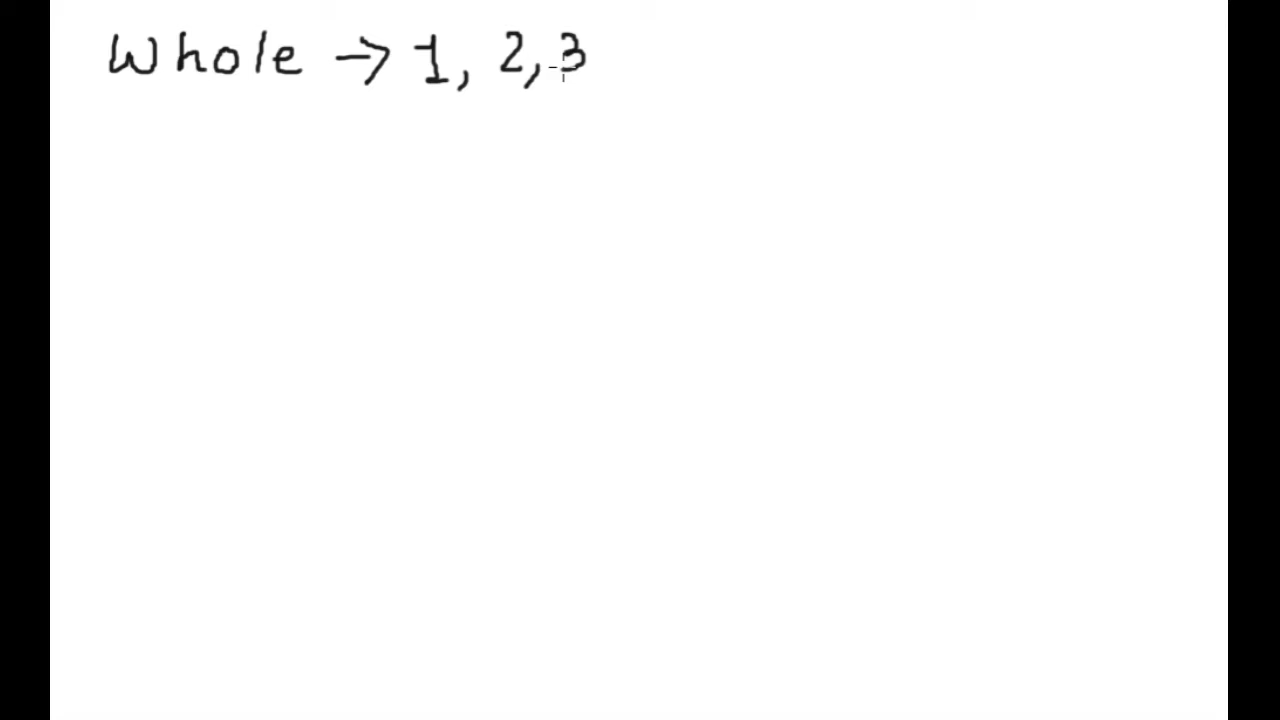 Whole → 1, 2, 3